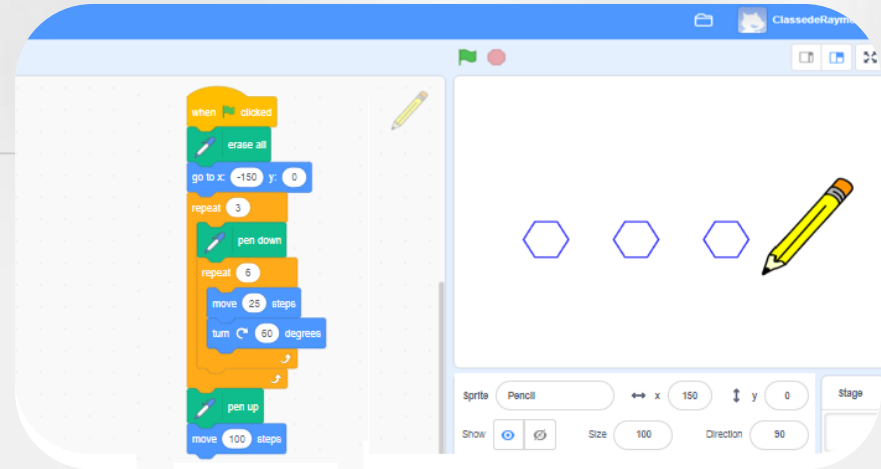 ClassedeRaymo
when clicked
erase all
go to x: -150 y: 0
repeat 3
pen down
repeat 6
move 25 steps
turn 60 degrees
pen up
move 100 steps
Sprite Pencil x 150 y 0 Stage
Show Size 100 Direction 90